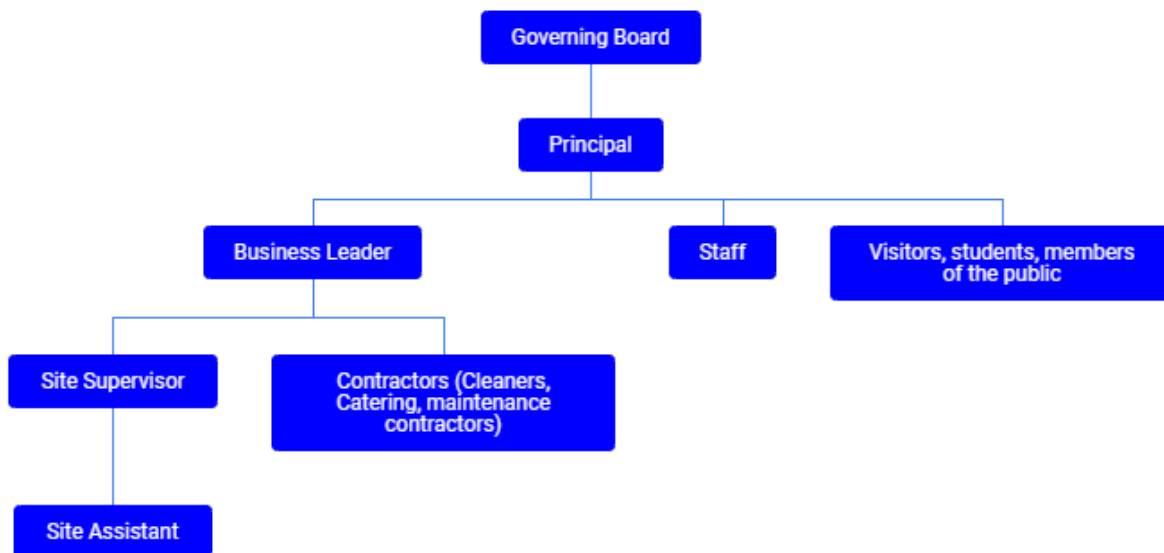 Governing Board
Principal
Business Leader
Staff
Visitors, students, members
of the public
Site Supervisor
Contractors (Cleaners,
Catering, maintenance
contractors)
Site Assistant